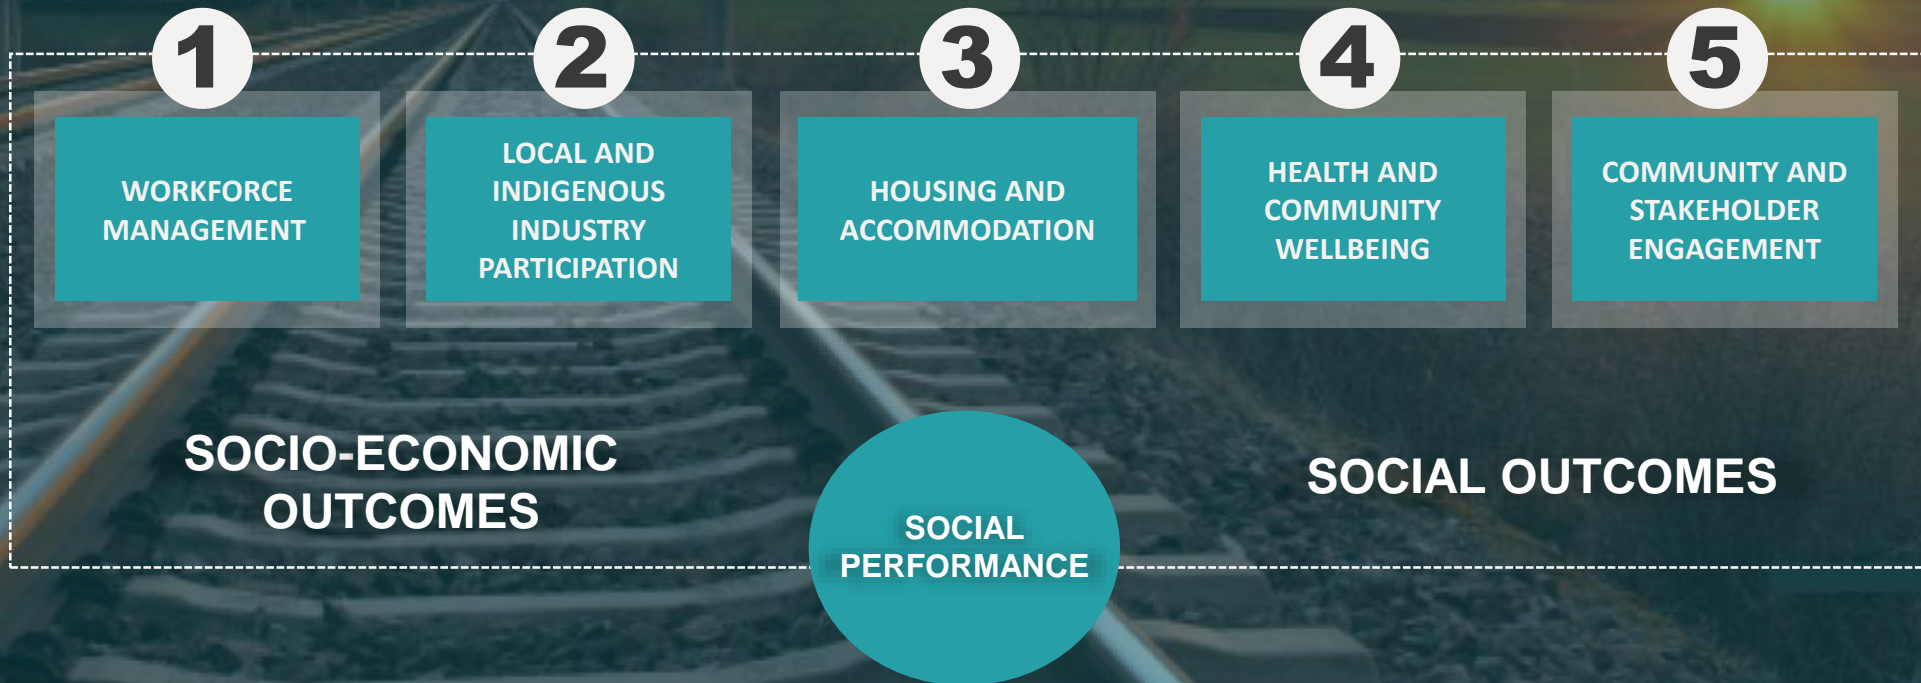 1
WORKFORCE
MANAGEMENT
2
LOCAL AND
INDIGENOUS
INDUSTRY
PARTICIPATION
3
HOUSING AND
ACCOMMODATION
4
HEALTH AND
COMMUNITY
WELLBEING
5
COMMUNITY AND
STAKEHOLDER
ENGAGEMENT
SOCIO-ECONOMIC
OUTCOMES
SOCIAL
PERFORMANCE
SOCIAL OUTCOMES